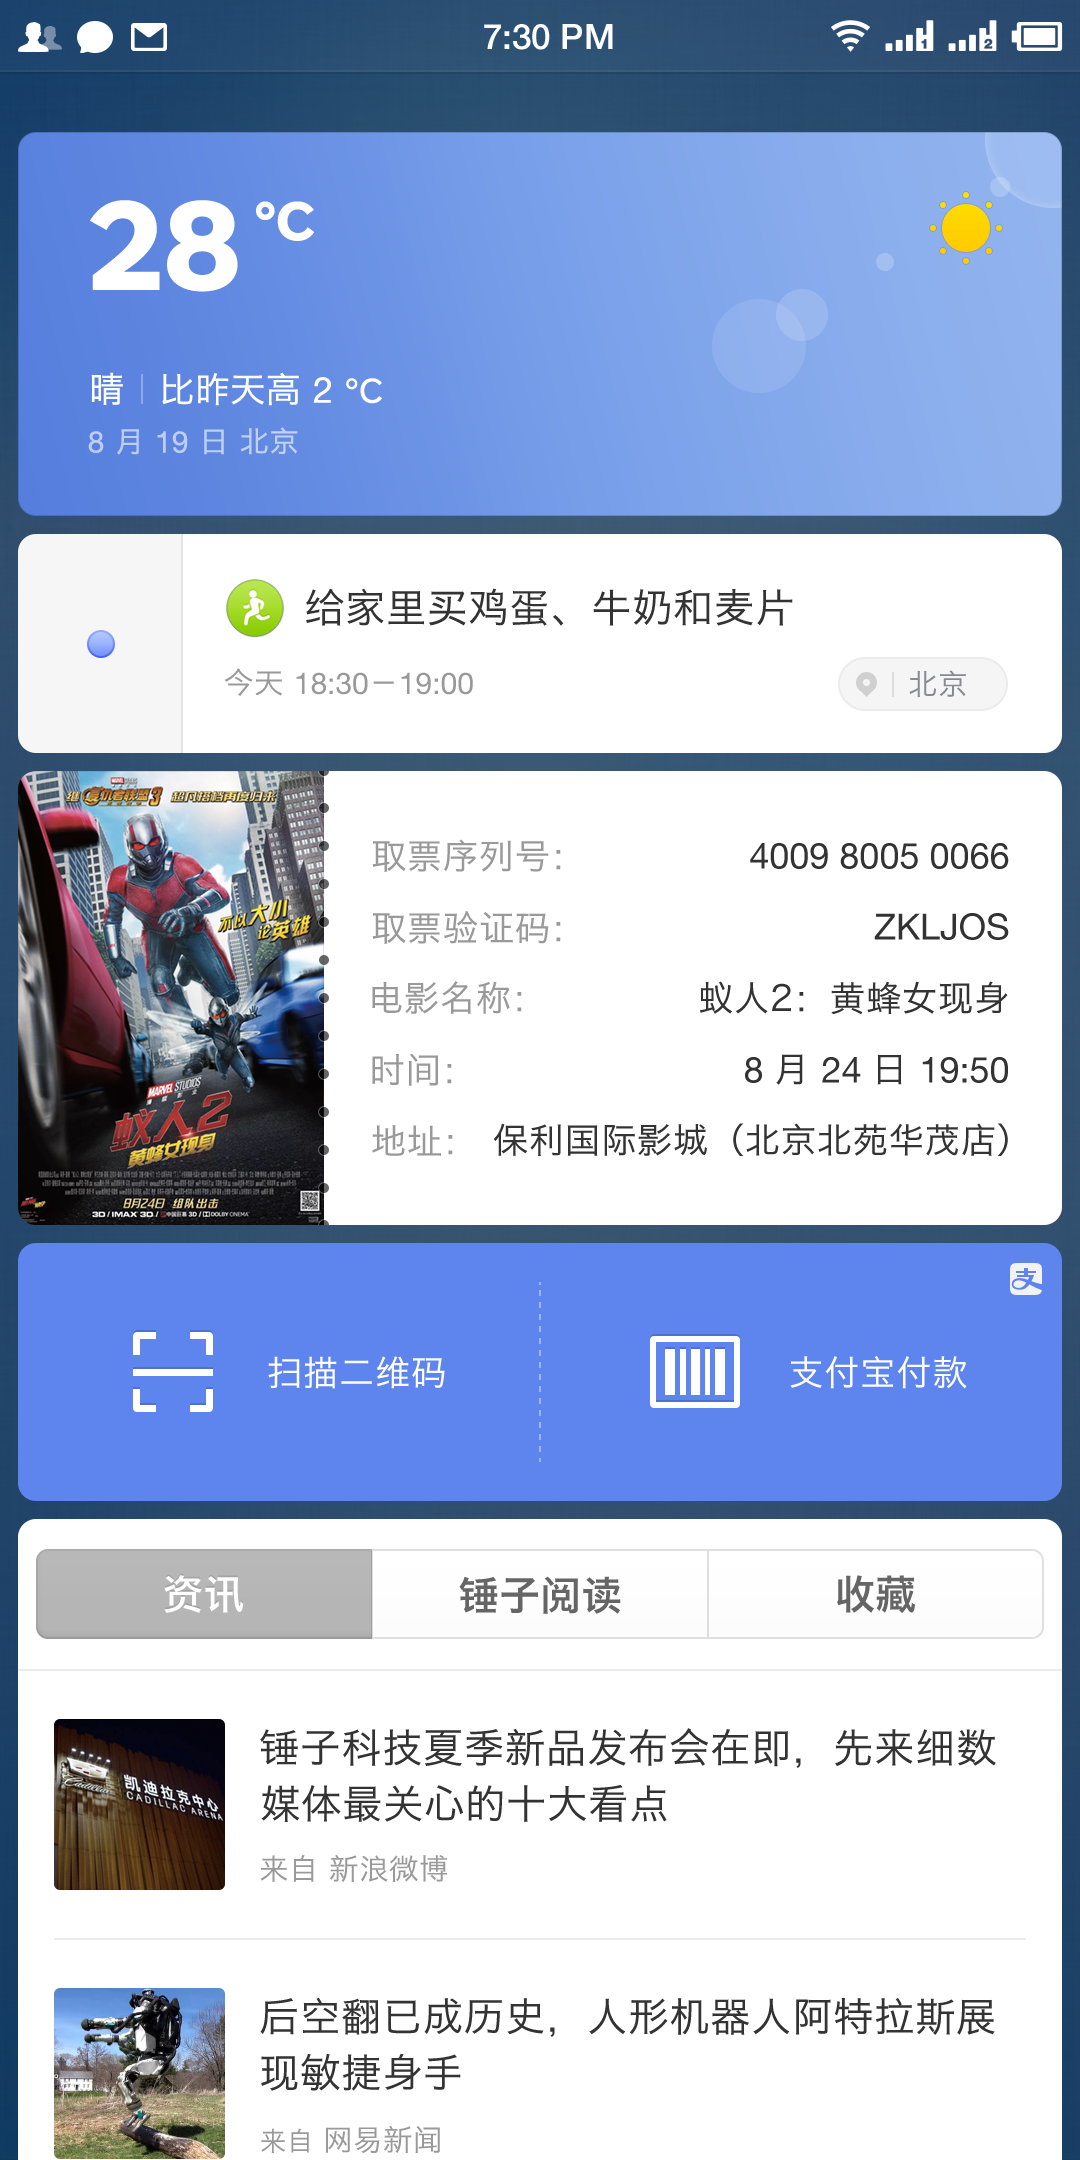 7:30 PM
1
2
28 ℃
晴 | 比昨天高 2 ℃
8 月 19 日 北京
给家里买鸡蛋、牛奶和麦片
今天 18:30－19:00
北京
继 复仇者联盟3 超凡搭档再度归来
不以大小
论英雄
MARVEL STUDIOS
蚁人2
黄蜂女现身
8月24日 组队出击
取票序列号： 4009 8005 0066
取票验证码： ZKLJOS
电影名称： 蚁人2：黄蜂女现身
时间： 8 月 24 日 19:50
地址： 保利国际影城（北京北苑华茂店）
支
扫描二维码
支付宝付款
资讯
锤子阅读
收藏
Cadillac
凯迪拉克中心
CADILLAC ARENA
锤子科技夏季新品发布会在即，先来细数
媒体最关心的十大看点
来自 新浪微博
后空翻已成历史，人形机器人阿特拉斯展
现敏捷身手
来自 网易新闻